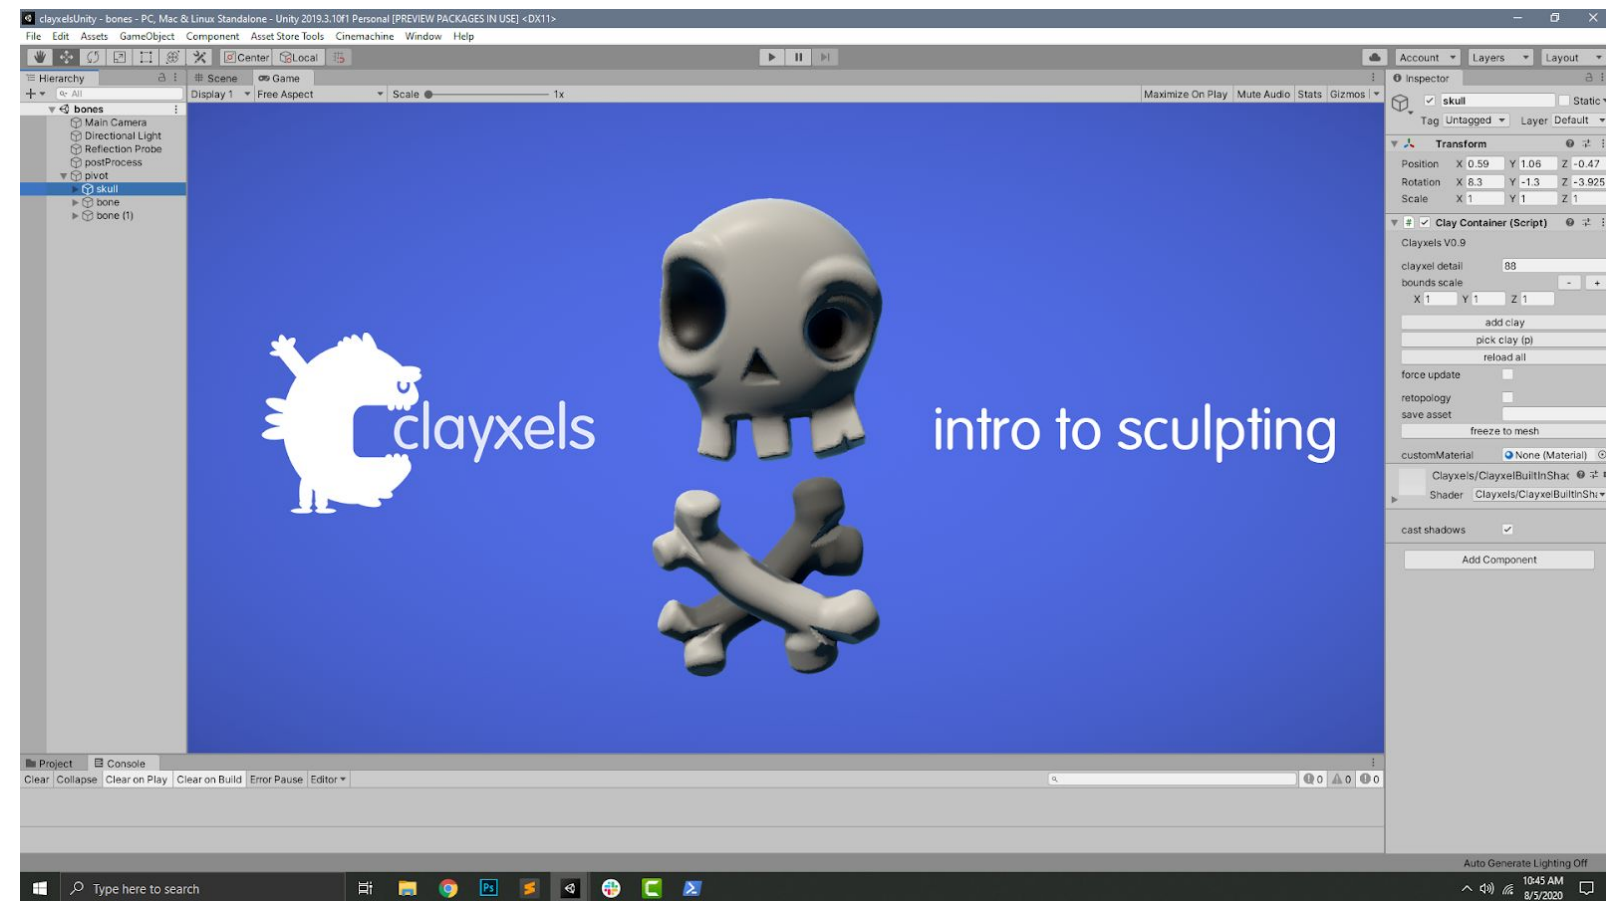 clayxelsUnity - bones - PC, Mac & Linux Standalone - Unity 2019.3.10f1 Personal [PREVIEW PACKAGES IN USE] <DX11>
File Edit Assets GameObject Component Asset Store Tools Cinemachine Window Help
Center Local
Account Layers Layout
Hierarchy
Scene Game
Inspector
All
Display 1 Free Aspect Scale 1x
Maximize On Play Mute Audio Stats Gizmos
bones
Main Camera
Directional Light
Reflection Probe
postProcess
pivot
skull
bone
bone (1)
skull Static
Tag Untagged Layer Default
Transform
Position X 0.59 Y 1.06 Z -0.47
Rotation X 8.3 Y -1.3 Z -3.925
Scale X 1 Y 1 Z 1
Clay Container (Script)
Clayxels V0.9
clayxel detail 88
bounds scale - +
X 1 Y 1 Z 1
add clay
pick clay (p)
reload all
force update
retopology
save asset
freeze to mesh
customMaterial None (Material)
Clayxels/ClayxelBuiltInShac
Shader Clayxels/ClayxelBuiltInSha
cast shadows
Add Component
clayxels
intro to sculpting
Project Console
Clear Collapse Clear on Play Clear on Build Error Pause Editor
0 0 0
Auto Generate Lighting Off
Type here to search
Ps
10:45 AM
8/5/2020